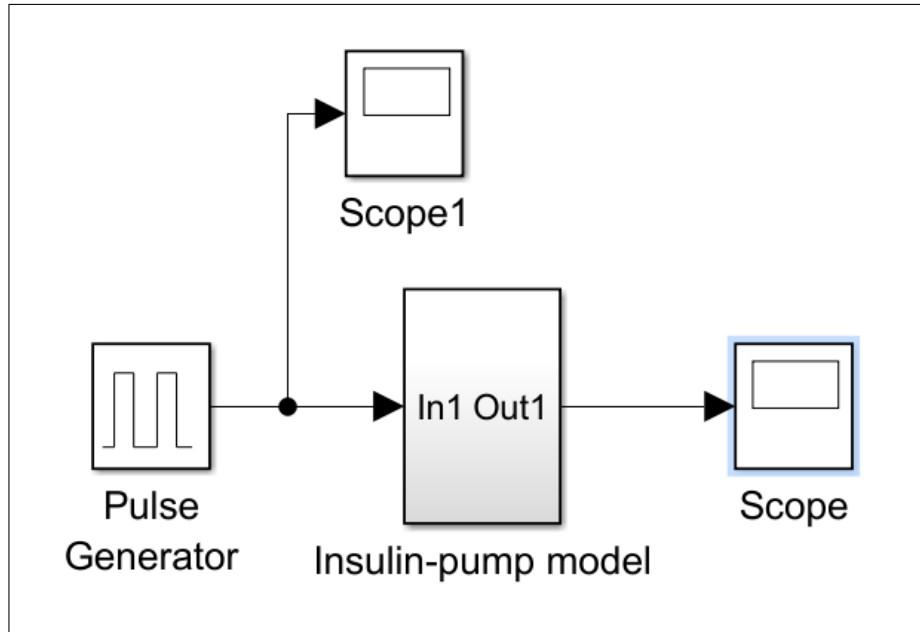 Scope1
In1 Out1
Pulse
Generator
Insulin-pump model
Scope